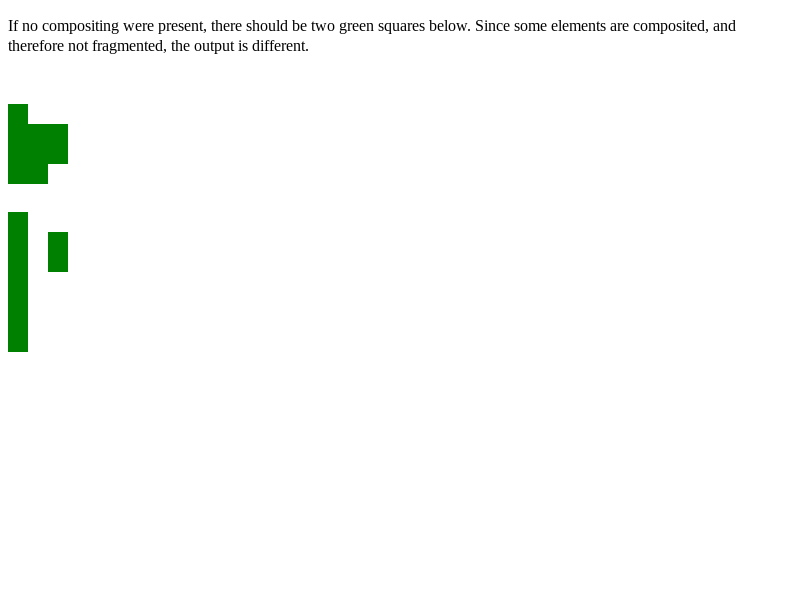 If no compositing were present, there should be two green squares below. Since some elements are composited, and
therefore not fragmented, the output is different.